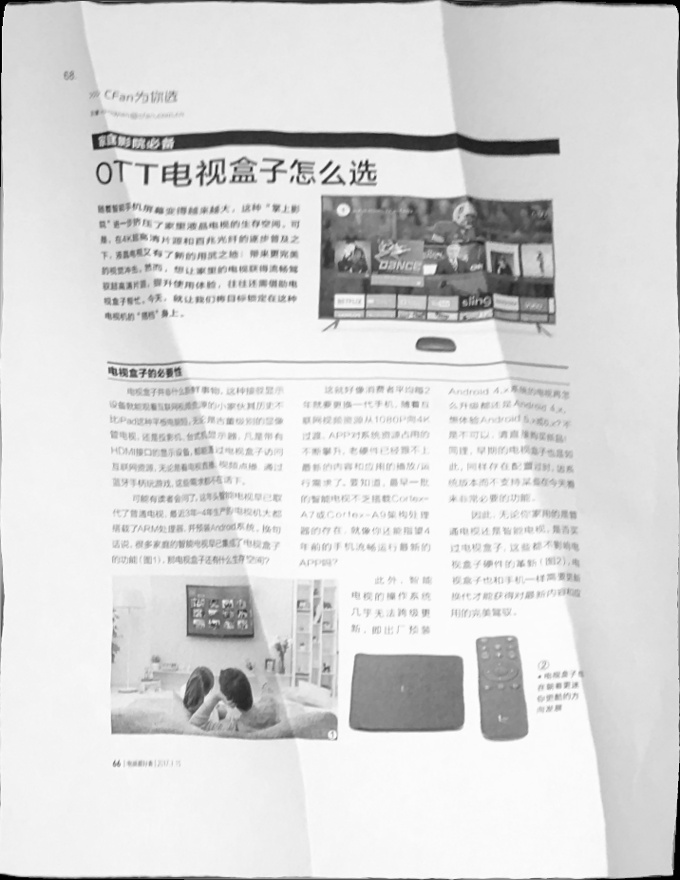 68
CFan为你选
家庭影院必备
OTT电视盒子怎么选
随着智能手机屏幕变得越来越大，这种“掌上影
院”进一步挤压了家里液晶电视的生存空间。可
是，在4K超高清片源和百兆光纤的逐步普及之
下，液晶电视又有了新的用武之地：带来更完美
的视觉冲击。然而，想让家里的电视获得流畅驾
驭超高清片源，提升使用体验，往往还需借助电
视盒子帮忙。今天，就让我们将目标锁定在这种
电视机的“搭档”身上。
DANCE
NETFLIX
sling
VUDU
电视盒子的必要性
电视盒子并非什么新鲜事物，这种接驳显示
设备就能观看互联网视频资源的小家伙其历史不
比iPad这种平板电脑短。无论是古董级别的显像
管电视，还是投影机、台式机显示器，凡是带有
HDMI接口的显示设备，都能通过电视盒子访问
互联网资源，无论是看电视直播、视频点播，通过
蓝牙手柄玩游戏，这些需求都不在话下。
可能有读者会问了，这年头智能电视早已取
代了普通电视，最近3年～4年生产的电视机大都
搭载了ARM处理器，并预装Android系统，换句
话说，很多家庭的智能电视早已集成了电视盒子
的功能（图1），那电视盒子还有什么生存空间？
这就好像消费者平均每2
年就要更换一代手机，随着互
联网视频资源从1080P向4K
过渡，APP对系统资源占用的
不断攀升，老硬件已经跟不上
最新的内容和应用的播放/运
行需求了。要知道，最早一批
的智能电视不乏搭载Cortex-
A7或Cortex-A9架构处理
器的存在，就像你还能指望4
年前的手机流畅运行最新的
APP吗？
此外，智能
电视的操作系统
几乎无法跨级更
新，即出厂预装
Android 4.x系统的电视再怎
么升级都还是Android 4.x，
想体验Android 5.x或6.x？不
是不可以，请直接购买新品！
同理，早期的电视盒子也是如
此，同样存在配置过时，因系
统版本而不支持某些在今天看
来非常必要的功能。
因此，无论你家用的是普
通电视还是智能电视，是否买
过电视盒子，这些都不影响电
视盒子硬件的革新（图2），电
视盒子也和手机一样需要更新
换代才能获得对最新内容和应
用的完美驾驭。
①
②
• 电视盒子也
在朝着更迷
你更酷的方
向发展
66 | 电脑爱好者 | 2017.